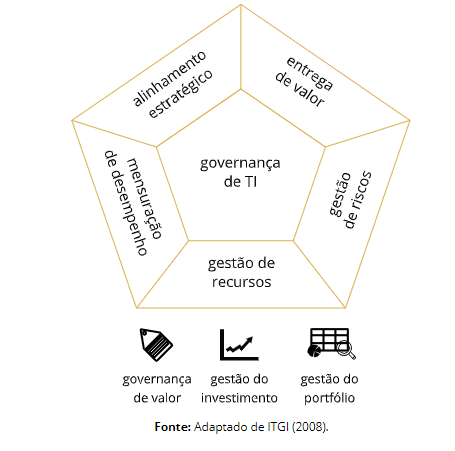 alinhamento
estratégico
entrega
de valor
mensuração
de desempenho
governança
de TI
gestão
de riscos
gestão de
recursos
governança
de valor
gestão do
investimento
gestão do
portfólio
Fonte: Adaptado de ITGI (2008).